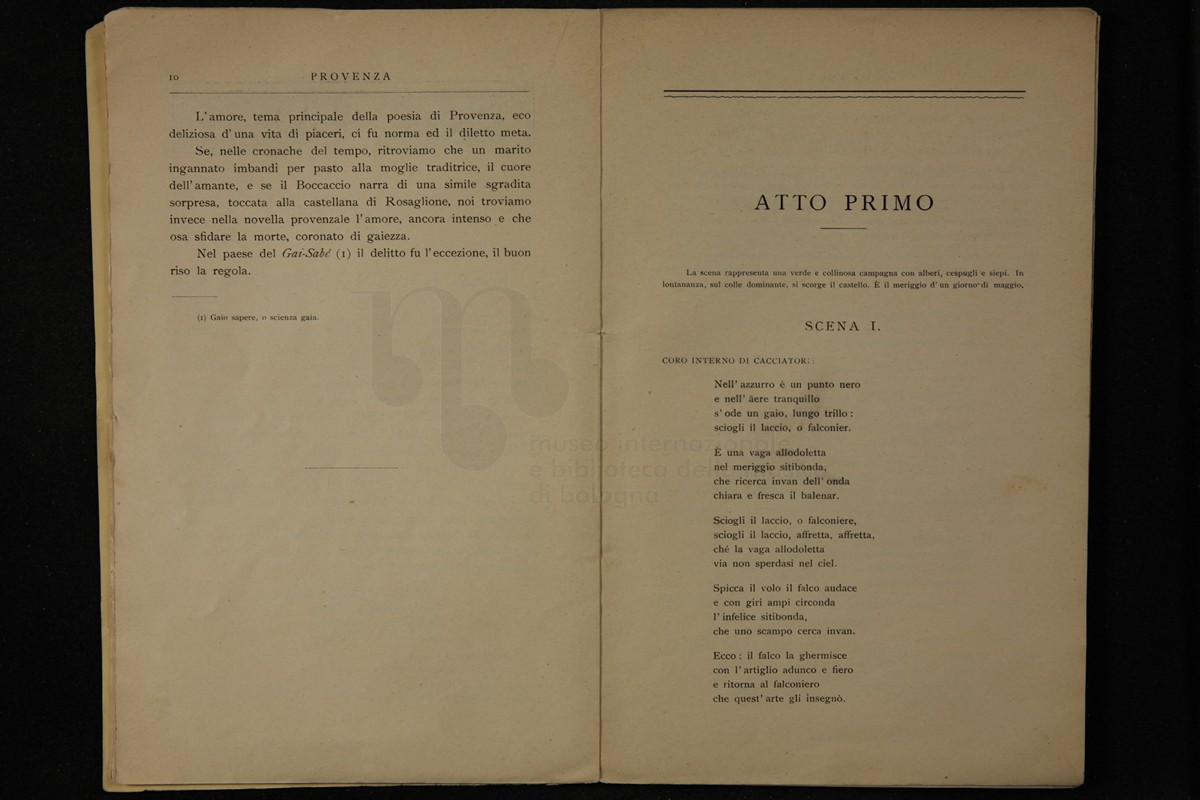 10
PROVENZA
L'amore, tema principale della poesia di Provenza, eco
deliziosa d'una vita di piaceri, ci fu norma ed il diletto meta.
Se, nelle cronache del tempo, ritroviamo che un marito
ingannato imbandì per pasto alla moglie traditrice, il cuore
dell'amante, e se il Boccaccio narra di una simile sgradita
sorpresa, toccata alla castellana di Rosaglione, noi troviamo
invece nella novella provenzale l'amore, ancora intenso e che
osa sfidare la morte, coronato di gaiezza.
Nel paese del Gai-Sabé (1) il delitto fu l'eccezione, il buon
riso la regola.
(1) Gaio sapere, o scienza gaia.
ATTO PRIMO
La scena rappresenta una verde e collinosa campagna con alberi, cespugli e siepi. In
lontananza, sul colle dominante, si scorge il castello. È il meriggio d'un giorno di maggio.
SCENA I.
CORO INTERNO DI CACCIATORI:
Nell'azzurro è un punto nero
e nell'äere tranquillo
s'ode un gaio, lungo trillo:
sciogli il laccio, o falconier.
È una vaga allodoletta
nel meriggio sitibonda,
che ricerca invan dell'onda
chiara e fresca il balenar.
Sciogli il laccio, o falconiere,
sciogli il laccio, affretta, affretta,
ché la vaga allodoletta
via non sperdasi nel ciel.
Spicca il volo il falco audace
e con giri ampi circonda
l'infelice sitibonda,
che uno scampo cerca invan.
Ecco: il falco la ghermisce
con l'artiglio adunco e fiero
e ritorna al falconiero
che quest'arte gli insegnò.
museo internazionale
e biblioteca del
di bologna